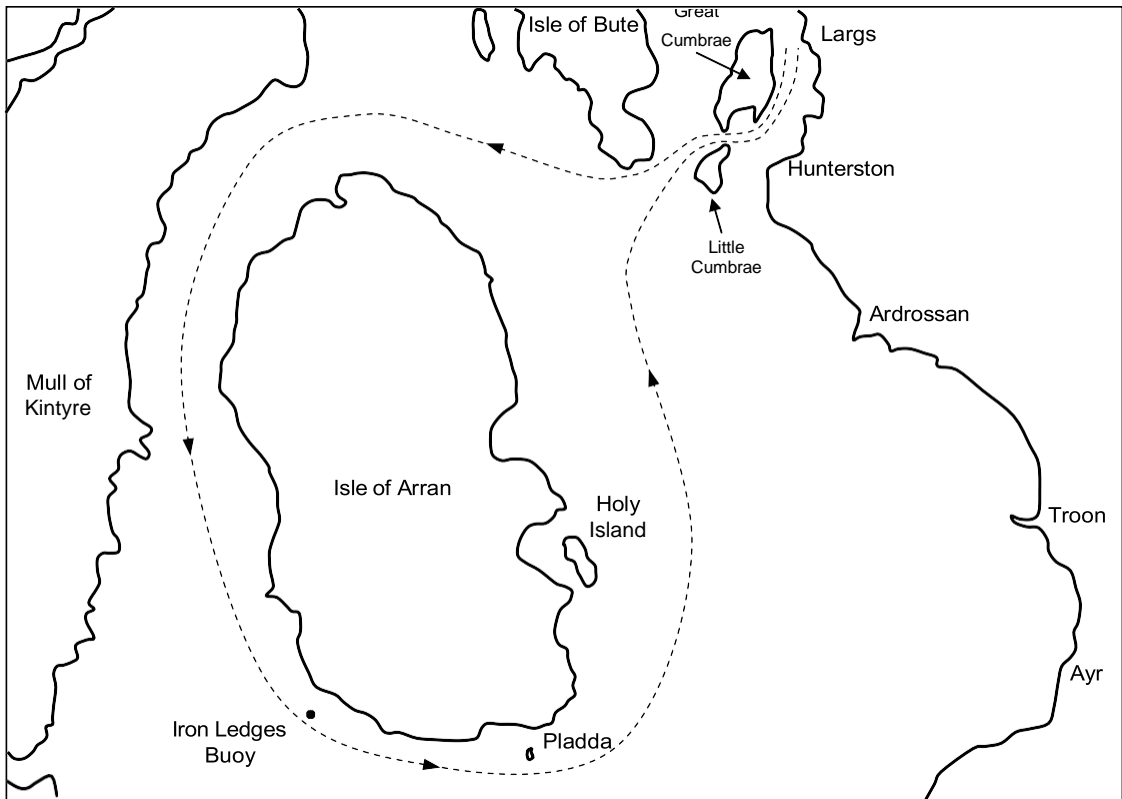 Great
Cumbrae
Isle of Bute
Largs
Hunterston
Little
Cumbrae
Ardrossan
Mull of
Kintyre
Isle of Arran
Holy
Island
Troon
Ayr
Iron Ledges
Buoy
Pladda